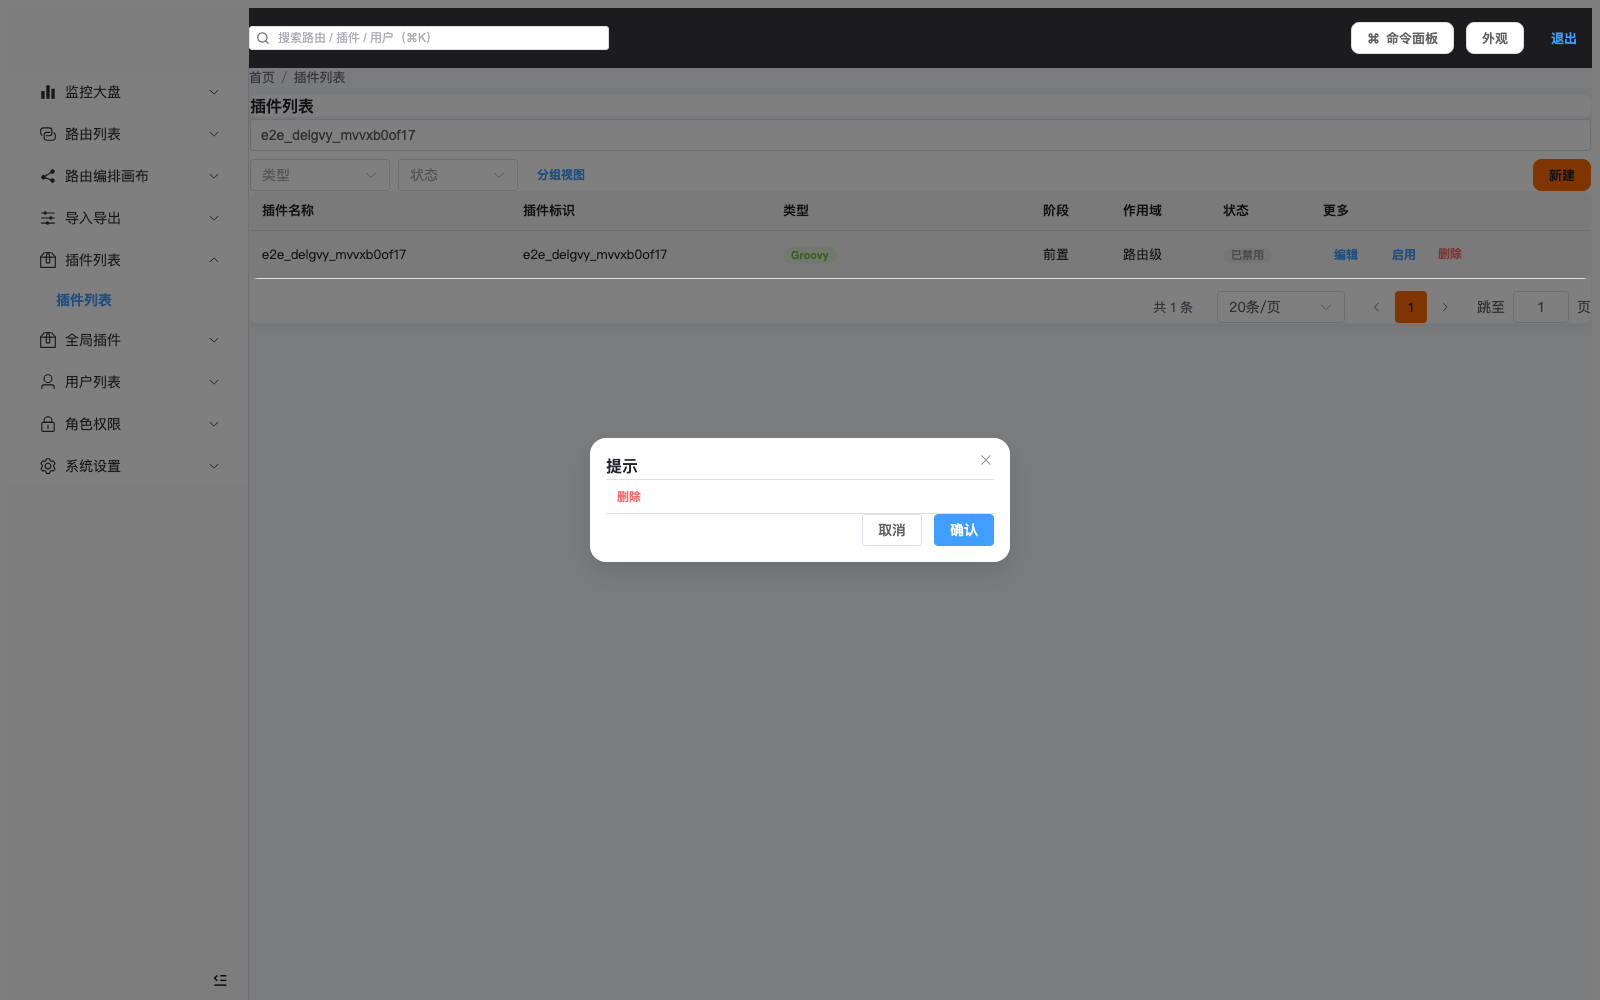 搜索路由 / 插件 / 用户（⌘K）
⌘ 命令面板
外观
退出
监控大盘
路由列表
路由编排画布
导入导出
插件列表
插件列表
全局插件
用户列表
角色权限
系统设置
首页 / 插件列表
插件列表
e2e_delgvy_mvvxb0of17
类型
状态
分组视图
新建
插件名称 插件标识 类型 阶段 作用域 状态 更多
e2e_delgvy_mvvxb0of17 e2e_delgvy_mvvxb0of17 Groovy 前置 路由级 已禁用 编辑 启用 删除
共 1 条 20条/页 1 跳至 1 页
提示
删除
取消 确认